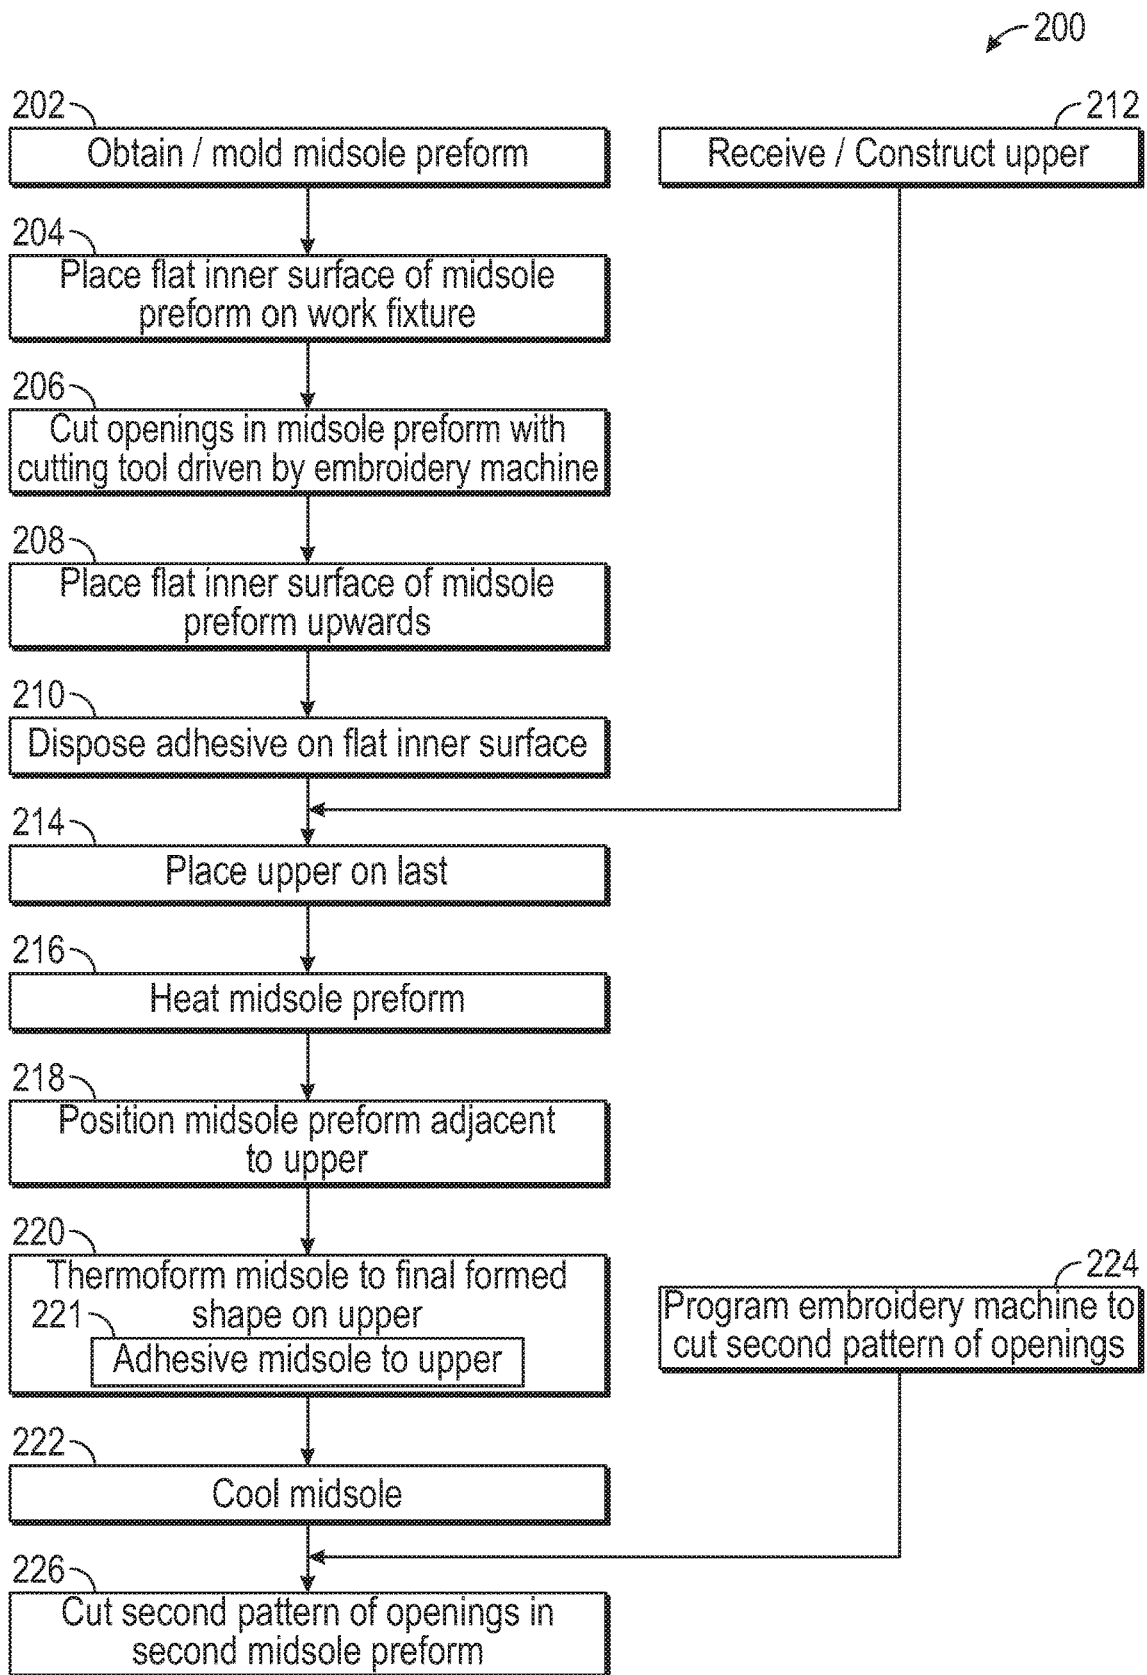 200
202
Obtain / mold midsole preform
212
Receive / Construct upper
204
Place flat inner surface of midsole
preform on work fixture
206
Cut openings in midsole preform with
cutting tool driven by embroidery machine
208
Place flat inner surface of midsole
preform upwards
210
Dispose adhesive on flat inner surface
214
Place upper on last
216
Heat midsole preform
218
Position midsole preform adjacent
to upper
220
Thermoform midsole to final formed
shape on upper
221
Adhesive midsole to upper
224
Program embroidery machine to
cut second pattern of openings
222
Cool midsole
226
Cut second pattern of openings in
second midsole preform